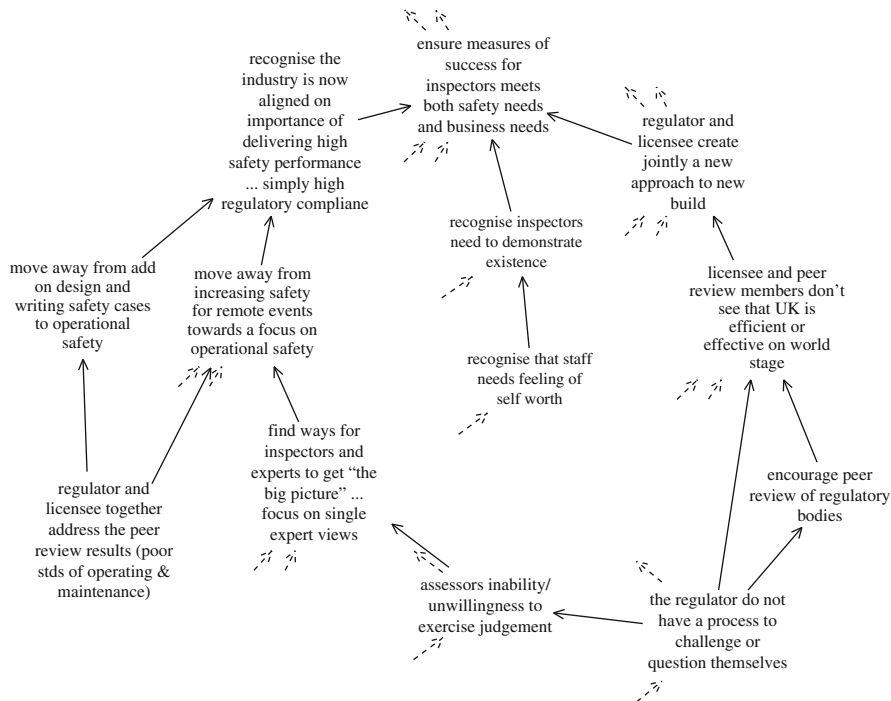 ensure measures of
success for
inspectors meets
both safety needs
and business needs
recognise the
industry is now
aligned on
importance of
delivering high
safety performance
... simply high
regulatory compliane
regulator and
licensee create
jointly a new
approach to new
build
recognise inspectors
need to demonstrate
existence
move away from add
on design and
writing safety cases
to operational
safety
move away from
increasing safety
for remote events
towards a focus on
operational safety
licensee and peer
review members don't
see that UK is
efficient or
effective on world
stage
recognise that staff
needs feeling of
self worth
find ways for
inspectors and
experts to get “the
big picture” ...
focus on single
expert views
regulator and
licensee together
address the peer
review results (poor
stds of operating &
maintenance)
encourage peer
review of regulatory
bodies
assessors inability/
unwillingness to
exercise judgement
the regulator do not
have a process to
challenge or
question themselves